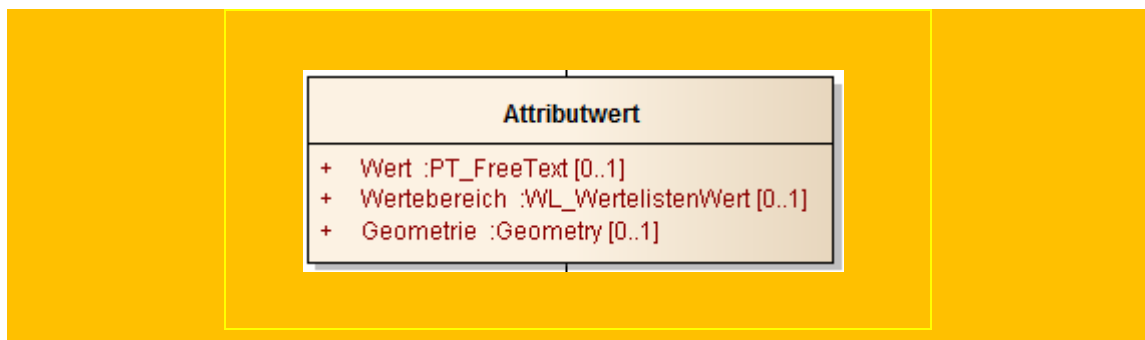 Attributwert
+ Wert :PT_FreeText [0..1]
+ Wertebereich :WL_WertelistenWert [0..1]
+ Geometrie :Geometry [0..1]